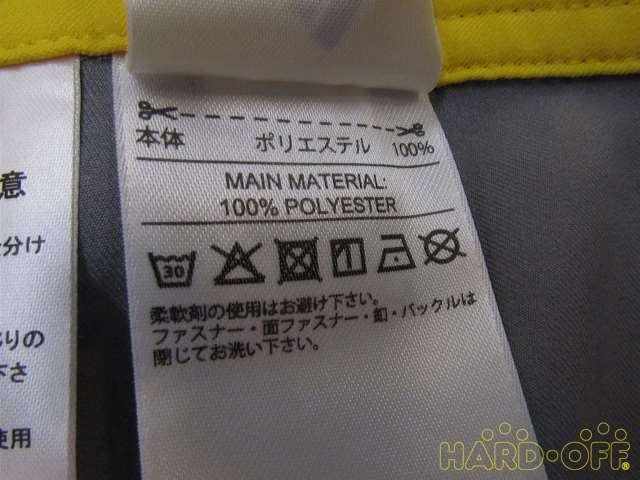 本体 ポリエステル 100%
MAIN MATERIAL:
100% POLYESTER
30
柔軟剤の使用はお避け下さい。
ファスナー・面ファスナー・釦・バックルは
閉じてお洗い下さい。
意
分け
りの
下さ
使用
HARD-OFF